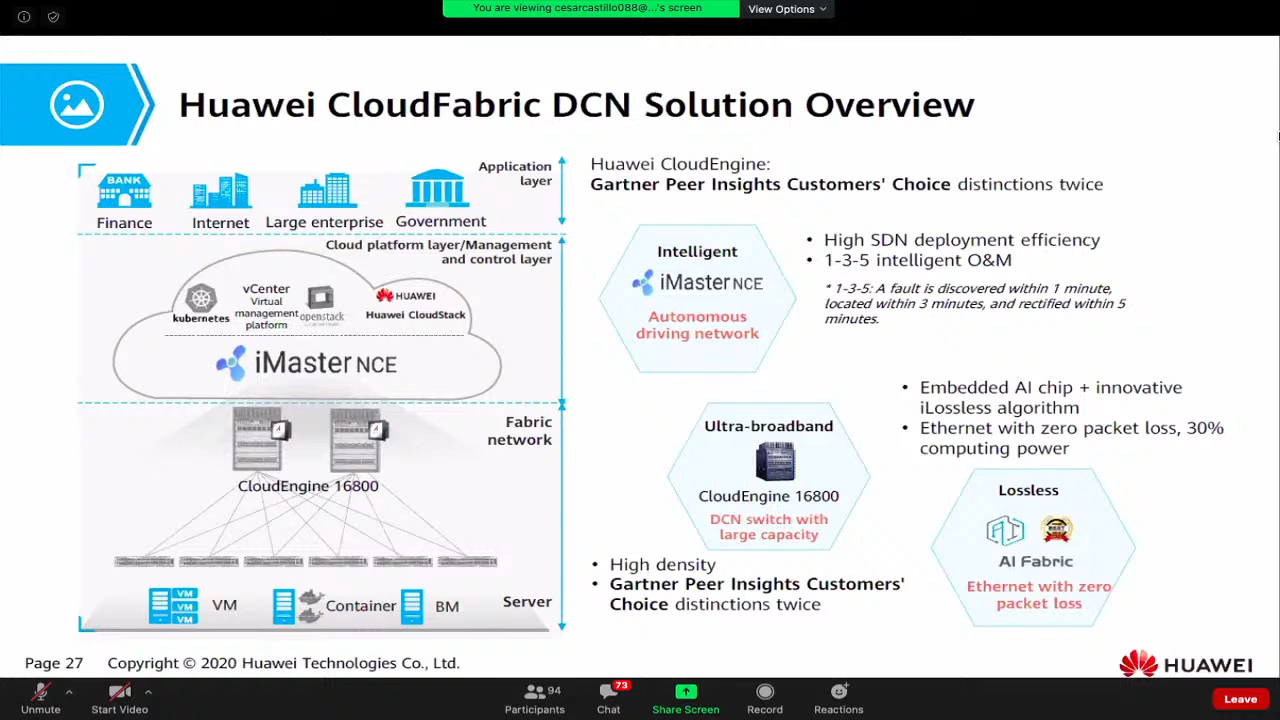 You are viewing cesarcastillo088@...'s screen
View Options
Huawei CloudFabric DCN Solution Overview
Application
layer
BANK
Finance
Internet
Large enterprise
Government
Cloud platform layer/Management
and control layer
kubernetes
vCenter
Virtual
management
platform
openstack
HUAWEI
Huawei CloudStack
iMaster NCE
Fabric
network
CloudEngine 16800
VM
VM
VM
VM
Container
BM
Server
Huawei CloudEngine:
Gartner Peer Insights Customers' Choice distinctions twice
Intelligent
iMaster NCE
Autonomous
driving network
• High SDN deployment efficiency
• 1-3-5 intelligent O&M
* 1-3-5: A fault is discovered within 1 minute,
located within 3 minutes, and rectified within 5
minutes.
Ultra-broadband
CloudEngine 16800
DCN switch with
large capacity
• High density
• Gartner Peer Insights Customers'
Choice distinctions twice
• Embedded AI chip + innovative
iLossless algorithm
• Ethernet with zero packet loss, 30%
computing power
Lossless
BEST
AI Fabric
Ethernet with zero
packet loss
Page 27
Copyright © 2020 Huawei Technologies Co., Ltd.
HUAWEI
Unmute
Start Video
94
Participants
73
Chat
Share Screen
Record
Reactions
Leave